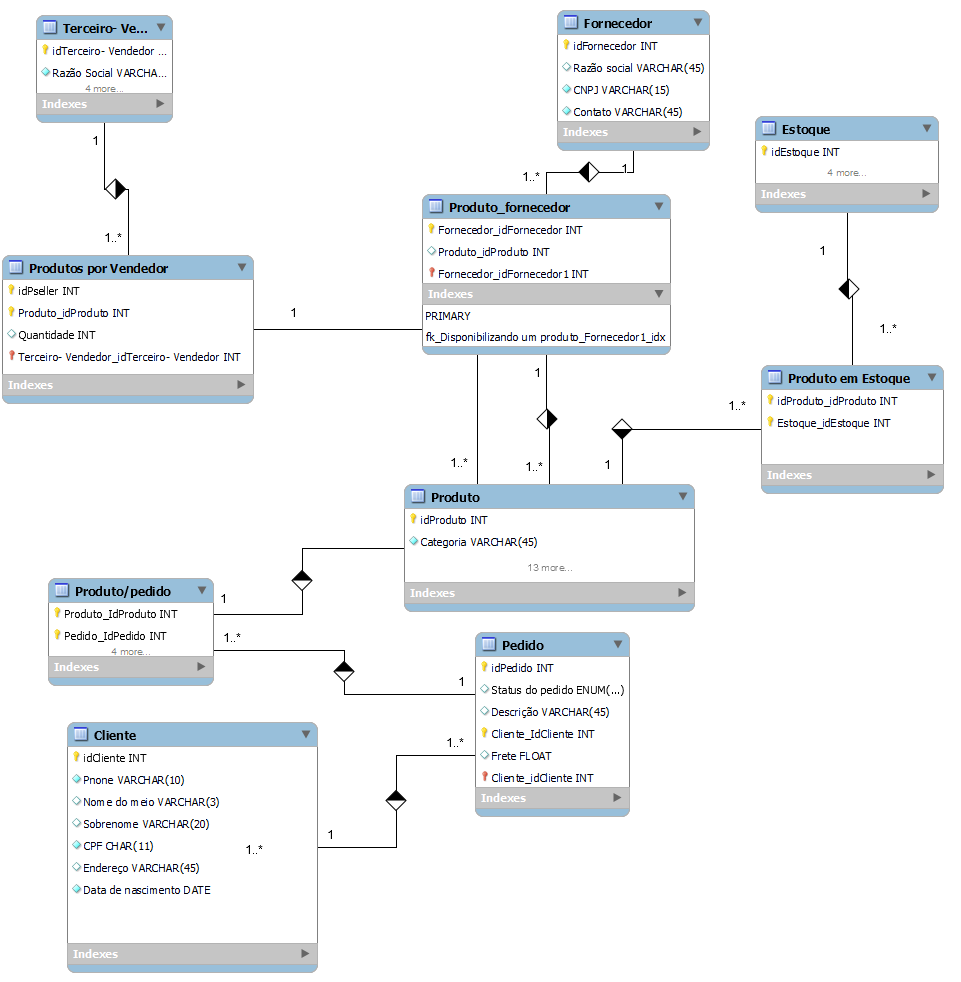 Terceiro- Ve...
idTerceiro- Vendedor ...
Razão Social VARCHA...
4 more...
Indexes
1
1..*
Fornecedor
idFornecedor INT
Razão social VARCHAR(45)
CNPJ VARCHAR(15)
Contato VARCHAR(45)
Indexes
1
1..*
Estoque
idEstoque INT
4 more...
Indexes
1
1..*
Produto_fornecedor
Fornecedor_idFornecedor INT
Produto_idProduto INT
Fornecedor_idFornecedor1 INT
Indexes
PRIMARY
fk_Disponibilizando um produto_Fornecedor1_idx
Produtos por Vendedor
idPseller INT
Produto_idProduto INT
Quantidade INT
Terceiro- Vendedor_idTerceiro- Vendedor INT
Indexes
1
1
1..*
1..*
1
1..*
Produto em Estoque
idProduto_idProduto INT
Estoque_idEstoque INT
Indexes
Produto
idProduto INT
Categoria VARCHAR(45)
13 more...
Indexes
Produto/pedido
Produto_IdProduto INT
Pedido_IdPedido INT
4 more...
Indexes
1
1..*
1
Pedido
idPedido INT
Status do pedido ENUM(...)
Descrição VARCHAR(45)
Cliente_IdCliente INT
Frete FLOAT
Cliente_idCliente INT
Indexes
1..*
1
Cliente
idCliente INT
Pnone VARCHAR(10)
Nome do meio VARCHAR(3)
Sobrenome VARCHAR(20)
CPF CHAR(11)
1..*
Endereço VARCHAR(45)
Data de nascimento DATE
Indexes